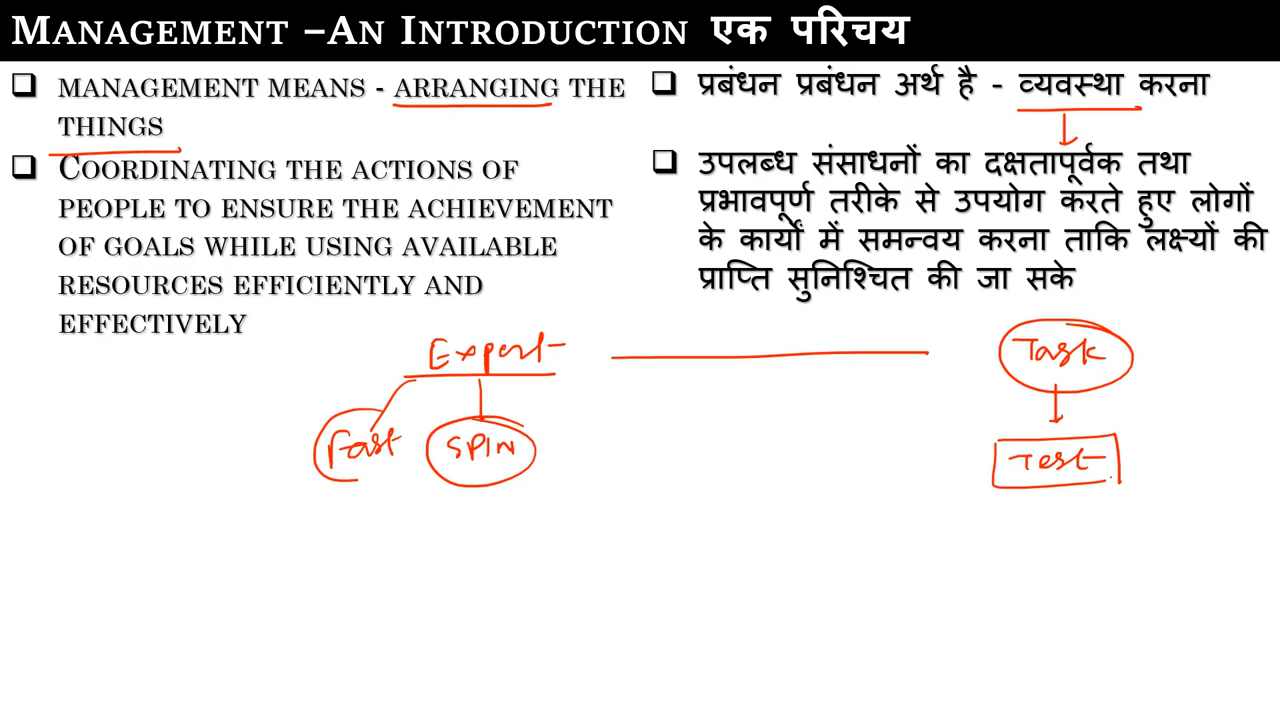 MANAGEMENT –AN INTRODUCTION एक परिचय
❑ MANAGEMENT MEANS - ARRANGING THE
THINGS
❑ COORDINATING THE ACTIONS OF
PEOPLE TO ENSURE THE ACHIEVEMENT
OF GOALS WHILE USING AVAILABLE
RESOURCES EFFICIENTLY AND
EFFECTIVELY
❑ प्रबंधन प्रबंधन अर्थ है - व्यवस्था करना
❑ उपलब्ध संसाधनों का दक्षतापूर्वक तथा
प्रभावपूर्ण तरीके से उपयोग करते हुए लोगों
के कार्यों में समन्वय करना ताकि लक्ष्यों की
प्राप्ति सुनिश्चित की जा सके
Expert
Task
Fast
SPIN
Test